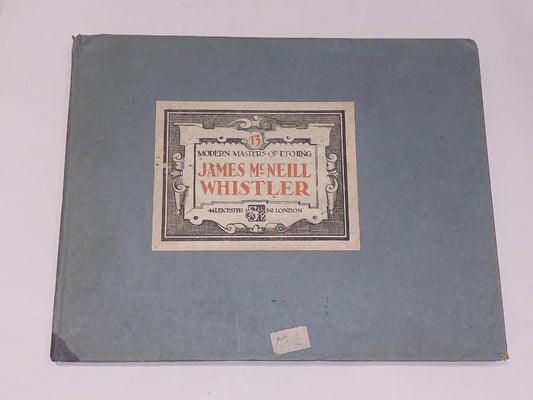 13
MODERN MASTERS OF ETCHING
JAMES MCNEILL
WHISTLER
44 LEICESTER SQ LONDON